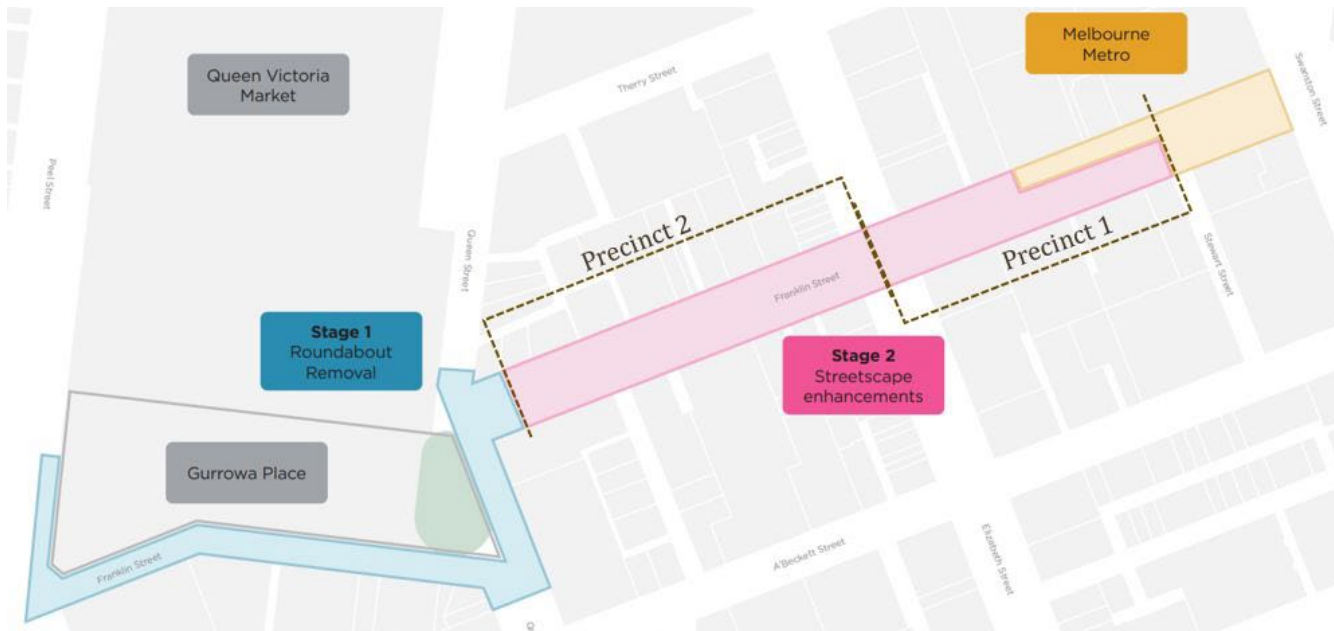 Queen Victoria
Market
Melbourne
Metro
Therry Street
Swanston Street
Peel Street
Queen Street
Precinct 2
Precinct 1
Franklin Street
Stewart Street
Stage 1
Roundabout
Removal
Stage 2
Streetscape
enhancements
Gurrowa Place
Franklin Street
A'Beckett Street
Elizabeth Street